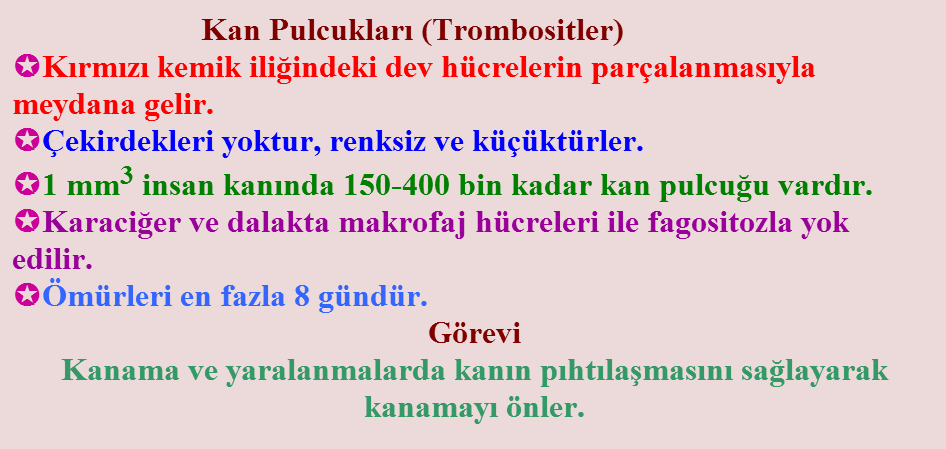 Kan Pulcukları (Trombositler)
✪Kırmızı kemik iliğindeki dev hücrelerin parçalanmasıyla
meydana gelir.
✪Çekirdekleri yoktur, renksiz ve küçüktürler.
✪1 mm³ insan kanında 150-400 bin kadar kan pulcuğu vardır.
✪Karaciğer ve dalakta makrofaj hücreleri ile fagositozla yok
edilir.
✪Ömürleri en fazla 8 gündür.
Görevi
Kanama ve yaralanmalarda kanın pıhtılaşmasını sağlayarak
kanamayı önler.